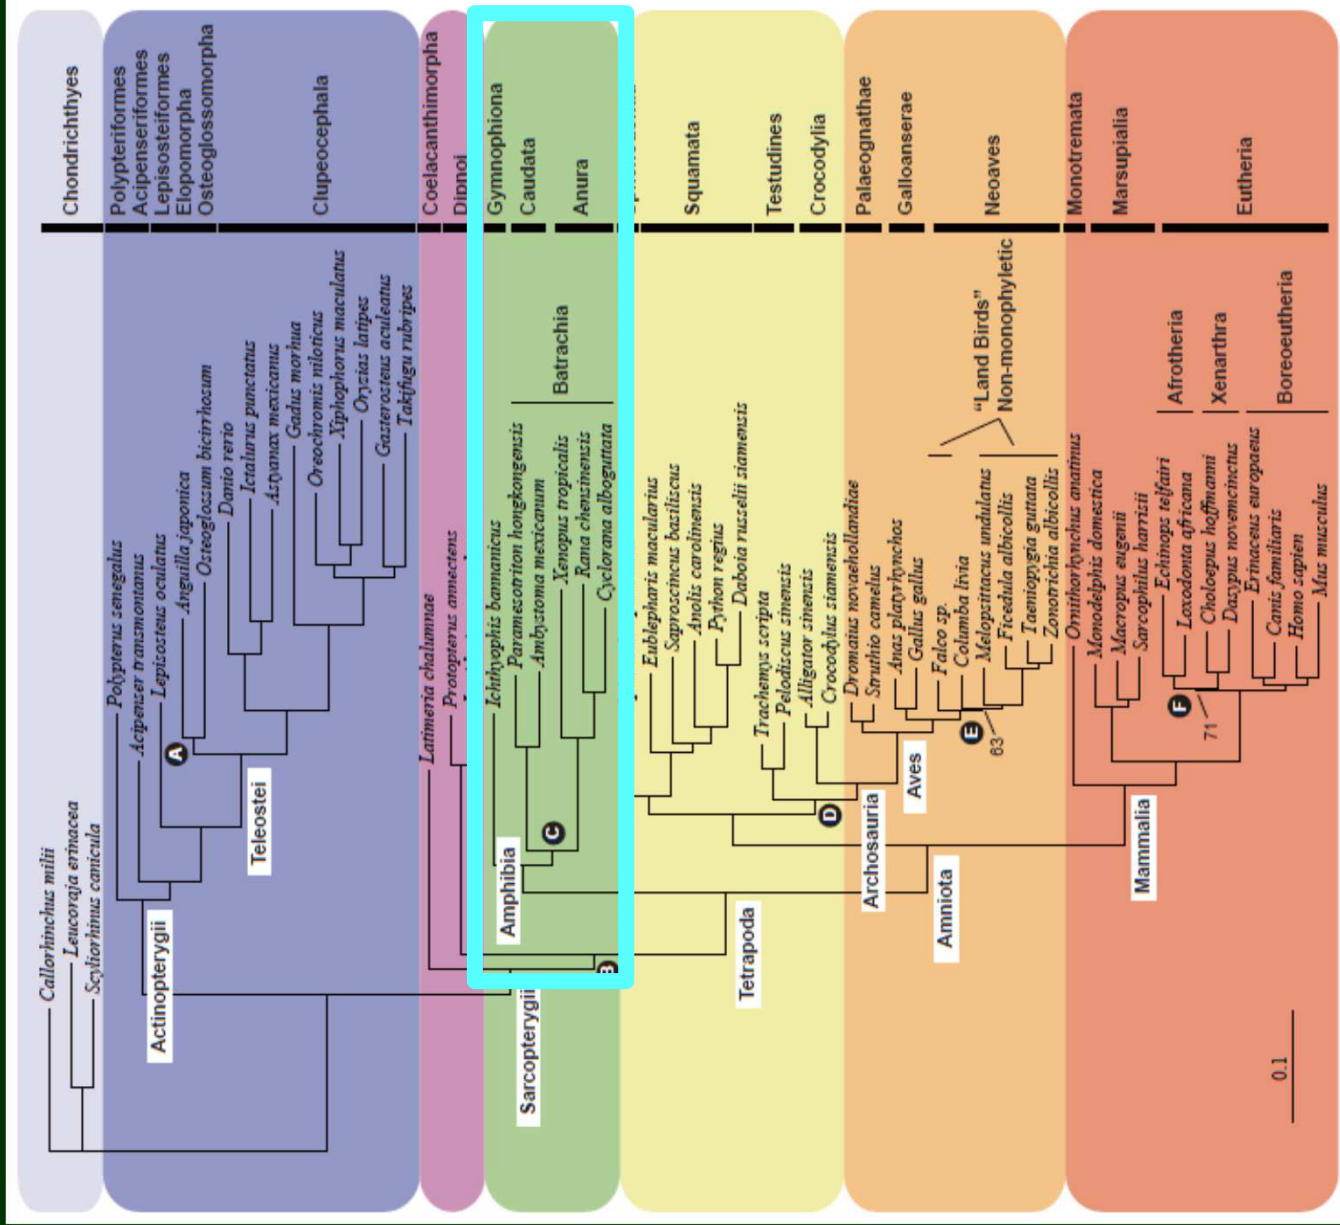 Chondrichthyes
Polypteriformes
Acipenseriformes
Lepisosteiformes
Elopomorpha
Osteoglossomorpha
Clupeocephala
Coelacanthimorpha
Dipnoi
Gymnophiona
Caudata
Anura
Squamata
Testudines
Crocodylia
Palaeognathae
Galloanserae
Neoaves
Monotremata
Marsupialia
Eutheria
Batrachia
"Land Birds"
Non-monophyletic
Afrotheria
Xenarthra
Boreoeutheria
Callorhinchus milii
Leucoraja erinacea
Scyliorhinus canicula
Polypterus senegalus
Acipenser transmontanus
Lepisosteus oculatus
Anguilla japonica
Osteoglossum bicirrhosum
Danio rerio
Ictalurus punctatus
Astyanax mexicanus
Gadus morhua
Oreochromis niloticus
Xiphophorus maculatus
Oryzias latipes
Gasterosteus aculeatus
Takifugu rubripes
Latimeria chalumnae
Protopterus annectens
Ichthyophis bannanicus
Paramesotriton hongkongensis
Ambystoma mexicanum
Xenopus tropicalis
Rana chensinensis
Cyclorana alboguttata
Eublepharis macularius
Saproscincus basiliscus
Anolis carolinensis
Python regius
Daboia russelii siamensis
Trachemys scripta
Pelodiscus sinensis
Alligator sinensis
Crocodylus siamensis
Dromaius novaehollandiae
Struthio camelus
Anas platyrhynchos
Gallus gallus
Falco sp.
Columba livia
Melopsittacus undulatus
Ficedula albicollis
Taeniopygia guttata
Zonotrichia albicollis
Ornithorhynchus anatinus
Monodelphis domestica
Macropus eugenii
Sarcophilus harrisii
Echinops telfairi
Loxodonta africana
Choloepus hoffmanni
Dasypus novemcinctus
Erinaceus europaeus
Canis familiaris
Homo sapien
Mus musculus
A
B
C
D
E
F
63
71
Actinopterygii
Teleostei
Sarcopterygii
Amphibia
Tetrapoda
Archosauria
Aves
Amniota
Mammalia
0.1